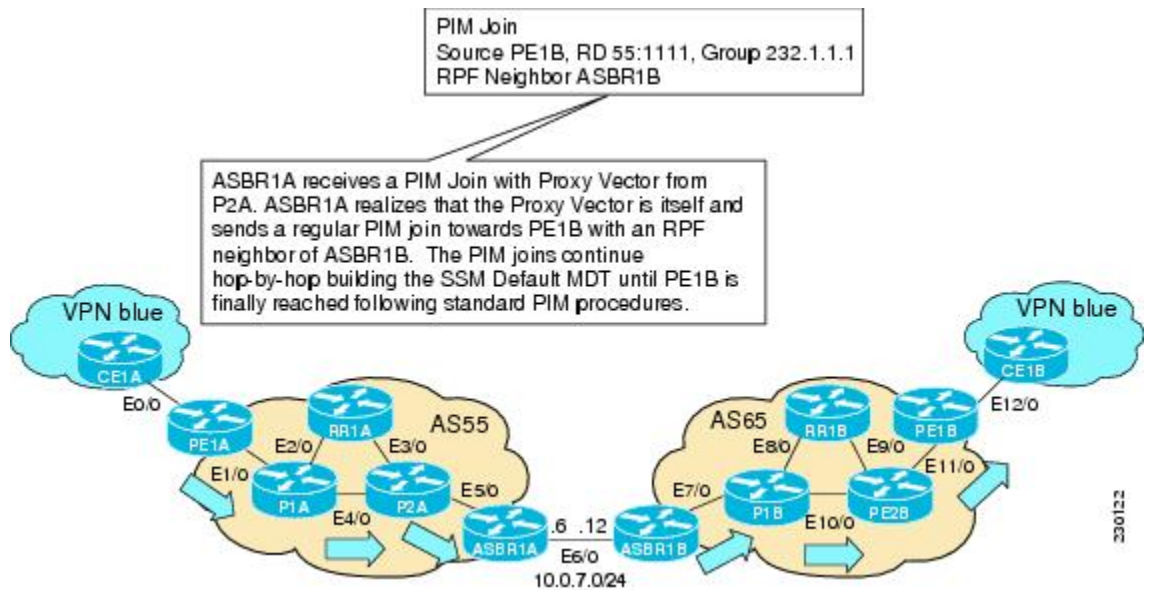 PIM Join
Source PE1B, RD 55:1111, Group 232.1.1.1
RPF Neighbor ASBR1B
ASBR1A receives a PIM Join with Proxy Vector from
P2A. ASBR1A realizes that the Proxy Vector is itself and
sends a regular PIM join towards PE1B with an RPF
neighbor of ASBR1B. The PIM joins continue
hop-by-hop building the SSM Default MDT until PE1B is
finally reached following standard PIM procedures.
VPN blue
CE1A
E0/0
PE1A
E1/0
E2/0
RR1A
E3/0
AS55
P1A
E4/0
P2A
E5/0
ASBR1A
.6 .12
E6/0
10.0.7.0/24
ASBR1B
E7/0
AS65
E8/0
RR1B
E9/0
PE1B
P1B
E10/0
PE2B
E11/0
E12/0
VPN blue
CE1B
230122